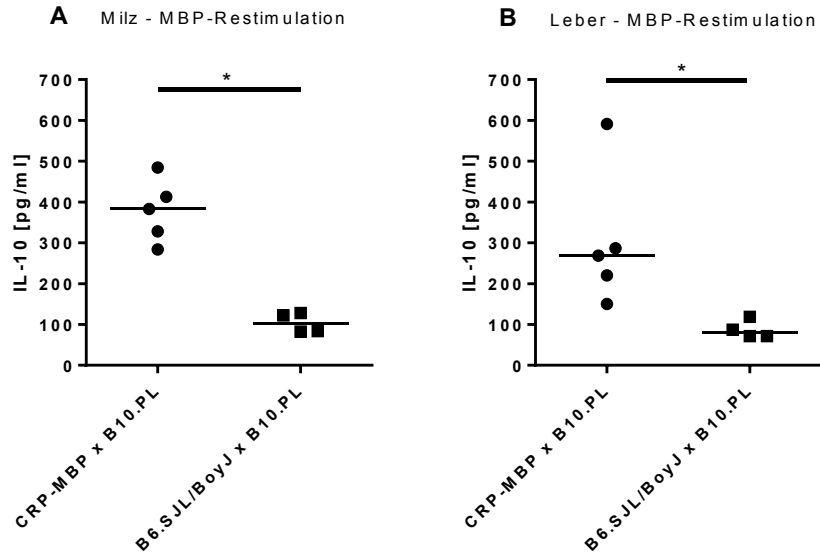 A Milz - MBP-Restimulation
700
600
500
400
300
200
100
0
IL-10 [pg/ml]
*
CRP-MBP x B10.PL
B6.SJL/BoyJ x B10.PL
B Leber - MBP-Restimulation
700
600
500
400
300
200
100
0
IL-10 [pg/ml]
*
CRP-MBP x B10.PL
B6.SJL/BoyJ x B10.PL